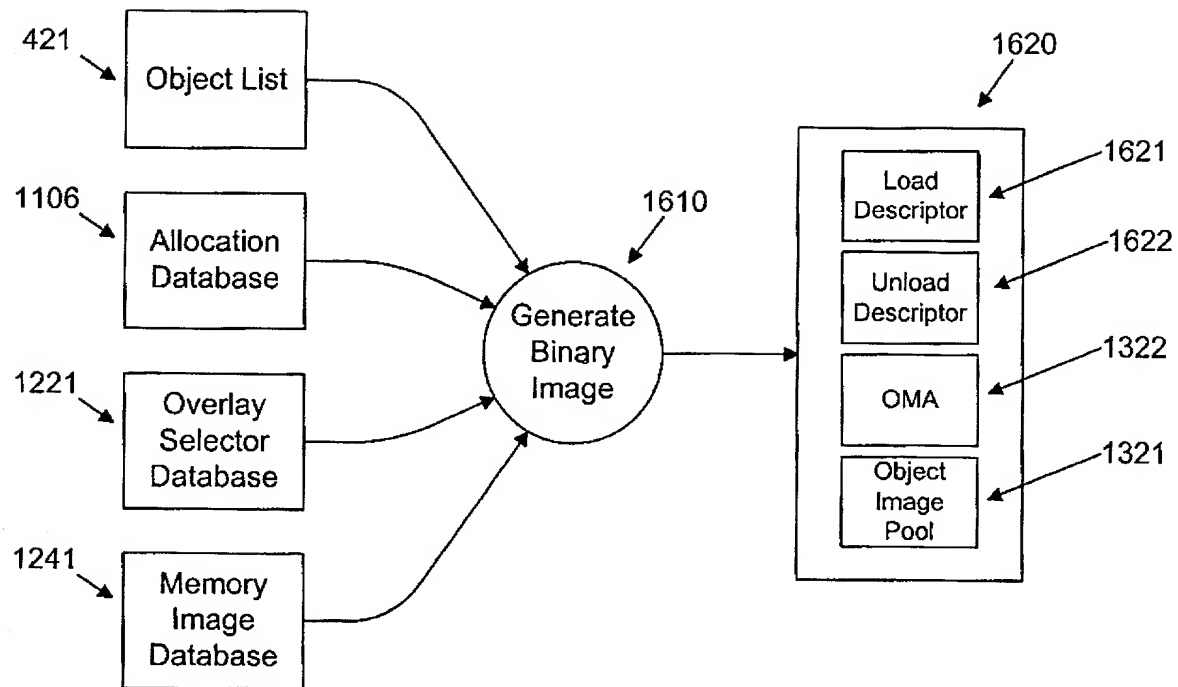 421
Object List
1106
Allocation
Database
1221
Overlay
Selector
Database
1241
Memory
Image
Database
1610
Generate
Binary
Image
1620
Load
Descriptor
1621
Unload
Descriptor
1622
OMA
1322
Object
Image
Pool
1321